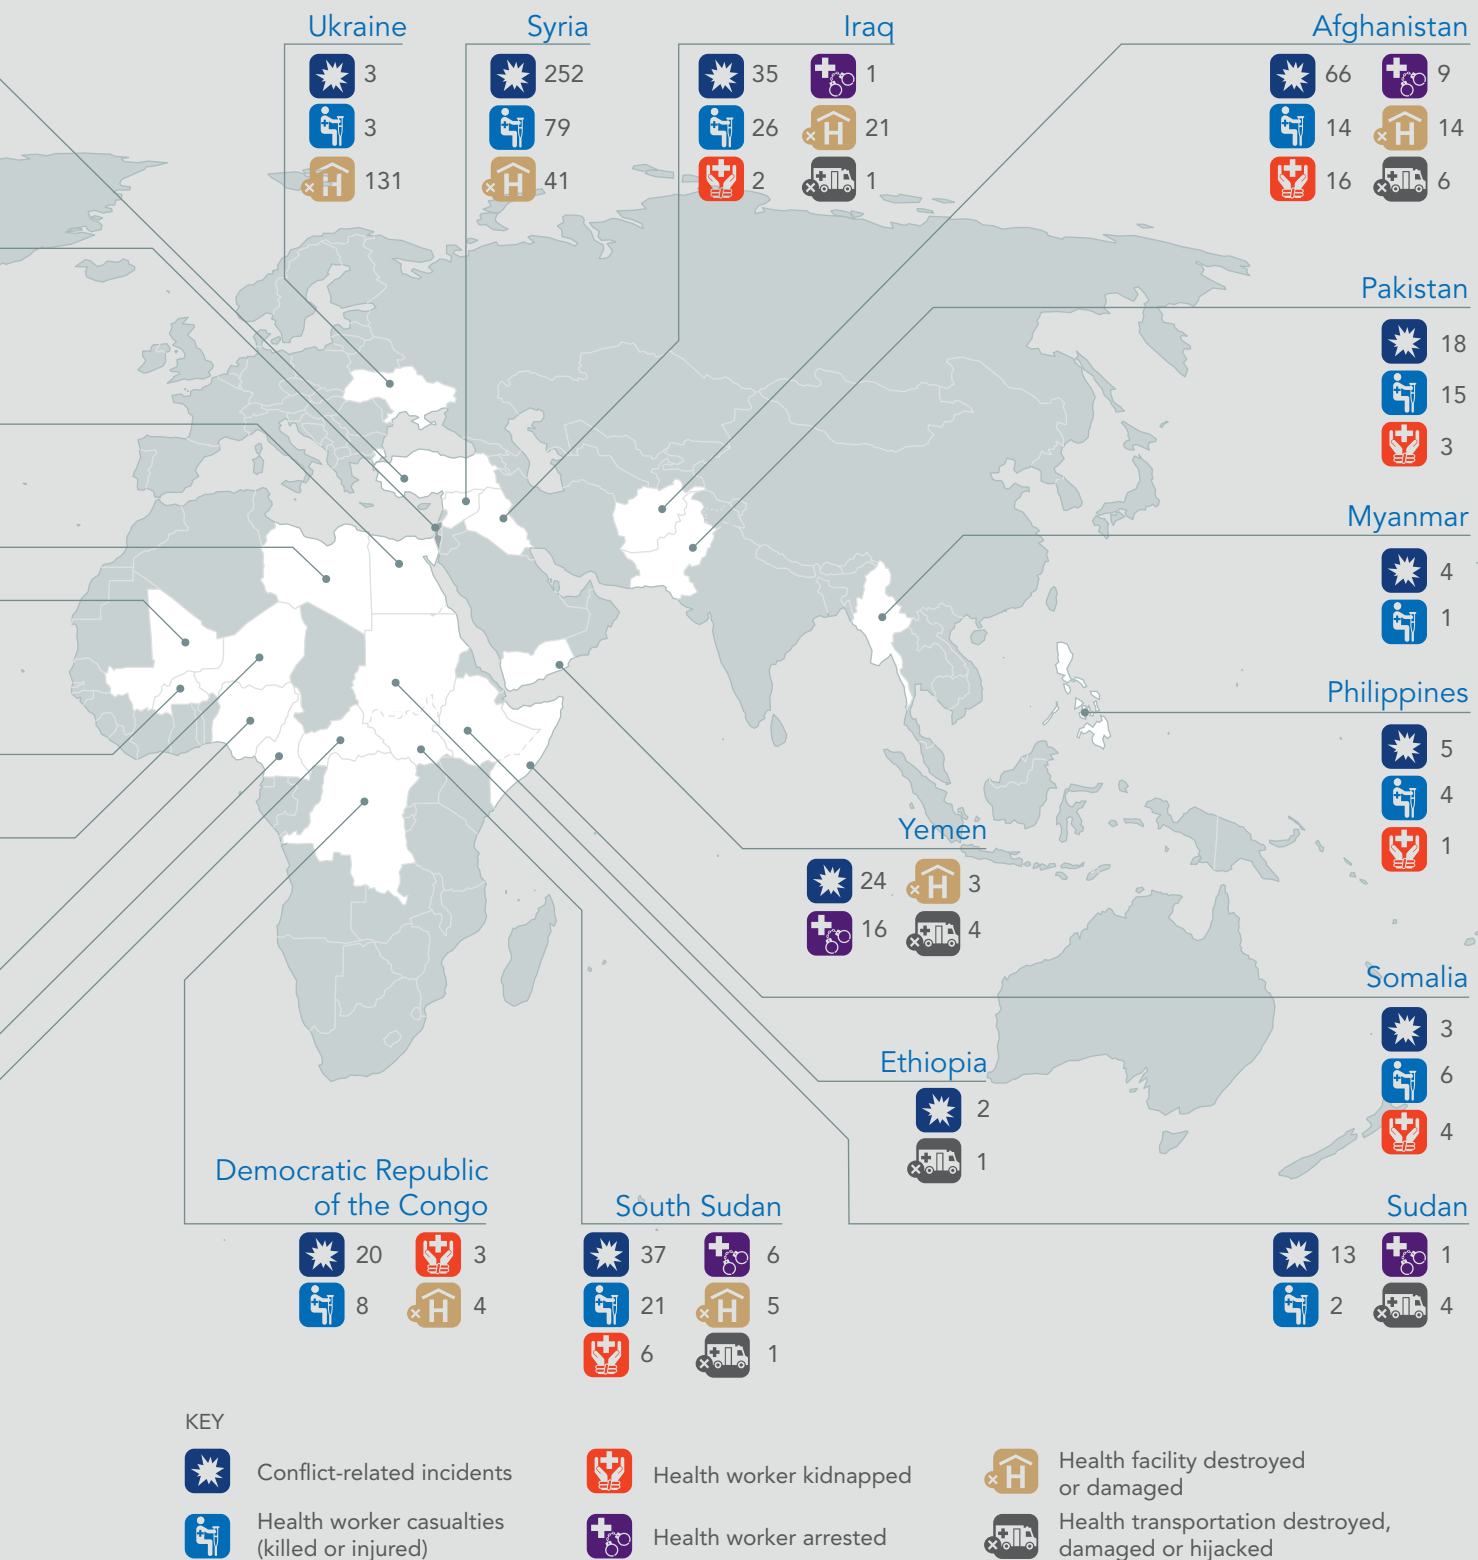 Ukraine
3
3
131
Syria
252
79
41
Iraq
35 1
26 21
2 1
Afghanistan
66 9
14 14
16 6
Pakistan
18
15
3
Myanmar
4
1
Philippines
5
4
1
Yemen
24 3
16 4
Somalia
3
6
4
Ethiopia
2
1
Democratic Republic
of the Congo
20 3
8 4
South Sudan
37 6
21 5
6 1
Sudan
13 1
2 4
KEY
Conflict-related incidents
Health worker casualties
(killed or injured)
Health worker kidnapped
Health worker arrested
Health facility destroyed
or damaged
Health transportation destroyed,
damaged or hijacked